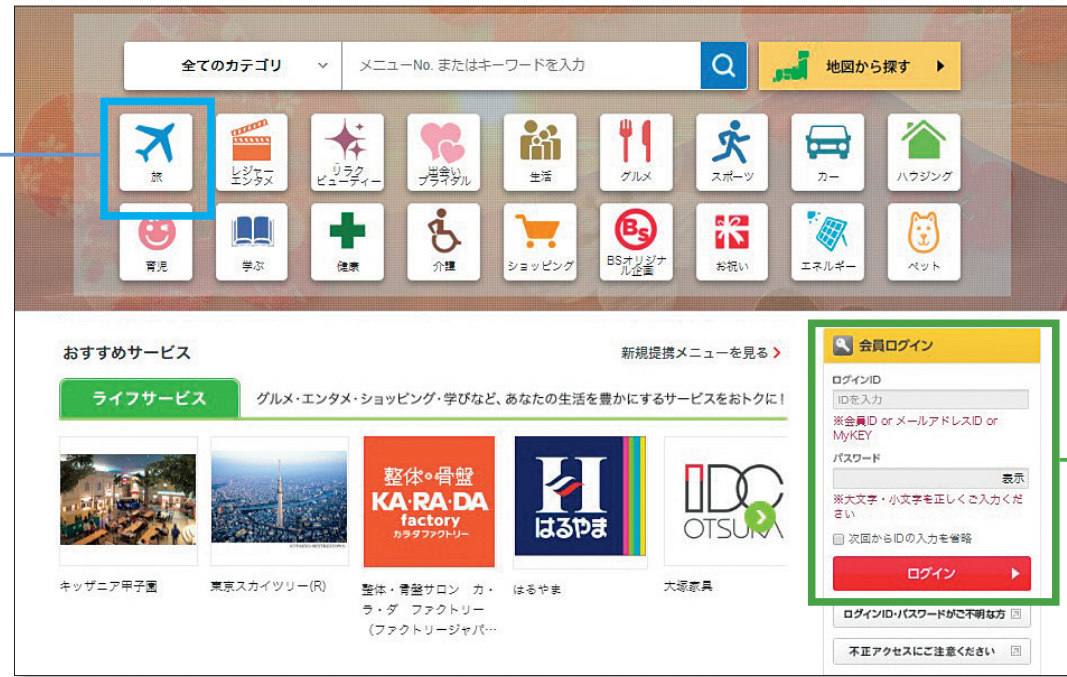 全てのカテゴリ
メニューNo. またはキーワードを入力
地図から探す
旅
レジャー
エンタメ
リラク
ビューティー
出会い
ブライダル
生活
グルメ
スポーツ
カー
ハウジング
育児
学ぶ
健康
介護
ショッピング
Bs
BSオリジナ
ル企画
お祝い
エネルギー
ペット
おすすめサービス
新規提携メニューを見る
ライフサービス
グルメ・エンタメ・ショッピング・学びなど、あなたの生活を豊かにするサービスをおトクに!
整体・骨盤
KA・RA・DA
factory
カラダファクトリー
はるやま
IDC
OTSUKA
キッザニア甲子園
東京スカイツリー(R)
整体・骨盤サロン カ・
ラ・ダ ファクトリー
(ファクトリージャパ…
はるやま
大塚家具
会員ログイン
ログインID
IDを入力
※会員ID or メールアドレスID or
MyKEY
パスワード
表示
※大文字・小文字を正しくご入力くだ
さい
次回からIDの入力を省略
ログイン
ログインID・パスワードがご不明な方
不正アクセスにご注意ください